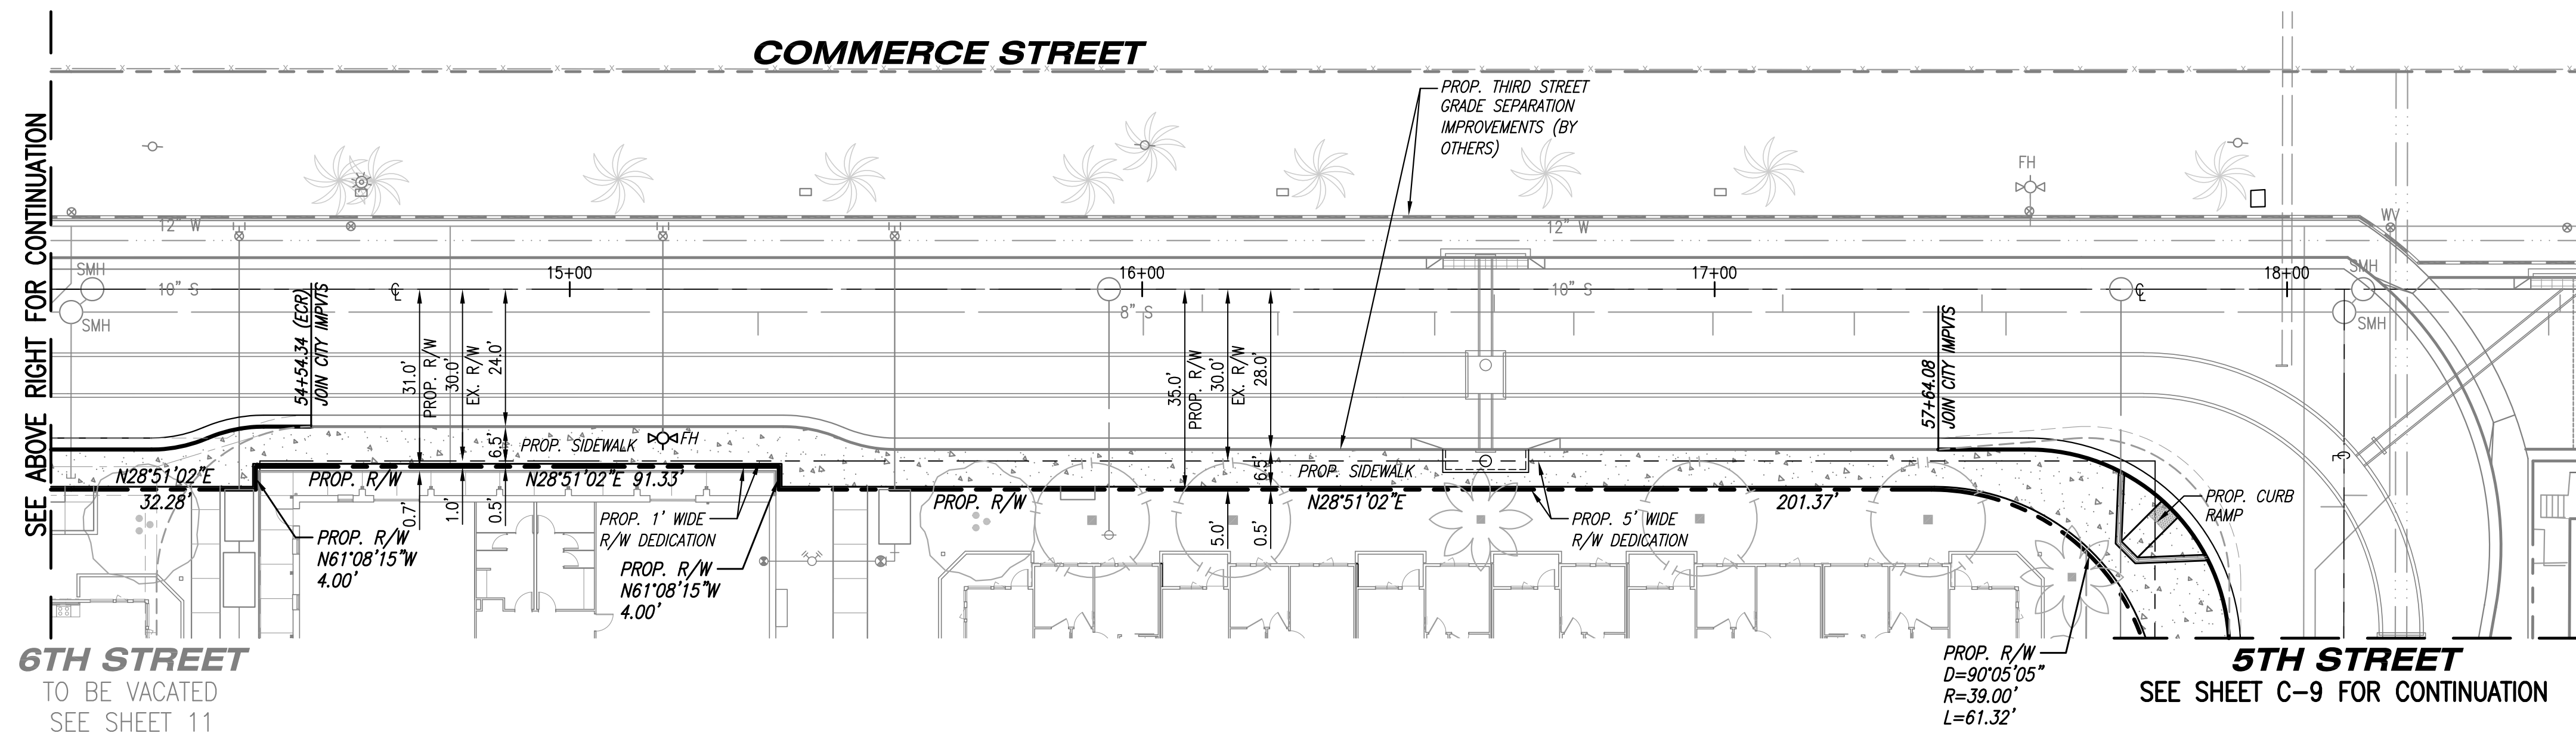 COMMERCE STREET
PROP. THIRD STREET
GRADE SEPARATION
IMPROVEMENTS (BY
OTHERS)
SEE ABOVE RIGHT FOR CONTINUATION
FH
12" W
12" W
WV
SMH
10" S
℄
15+00
16+00
17+00
18+00
SMH
10" S
8" S
℄
SMH
SMH
℄
54+54.34 (ECR)
JOIN CITY IMPVTS
31.0'
PROP. R/W
30.0'
EX. R/W
24.0'
35.0'
PROP. R/W
30.0'
EX. R/W
28.0'
57+64.08
JOIN CITY IMPVTS
6.5'
PROP. SIDEWALK
FH
6.5'
PROP. SIDEWALK
N28°51'02"E
32.28'
PROP. R/W
N28°51'02"E 91.33'
PROP. R/W
N28°51'02"E
201.37'
0.7'
1.0'
0.5'
5.0'
0.5'
PROP. 1' WIDE
R/W DEDICATION
PROP. 5' WIDE
R/W DEDICATION
PROP. CURB
RAMP
PROP. R/W
N61°08'15"W
4.00'
PROP. R/W
N61°08'15"W
4.00'
PROP. R/W
D=90°05'05"
R=39.00'
L=61.32'
6TH STREET
TO BE VACATED
SEE SHEET 11
5TH STREET
SEE SHEET C-9 FOR CONTINUATION